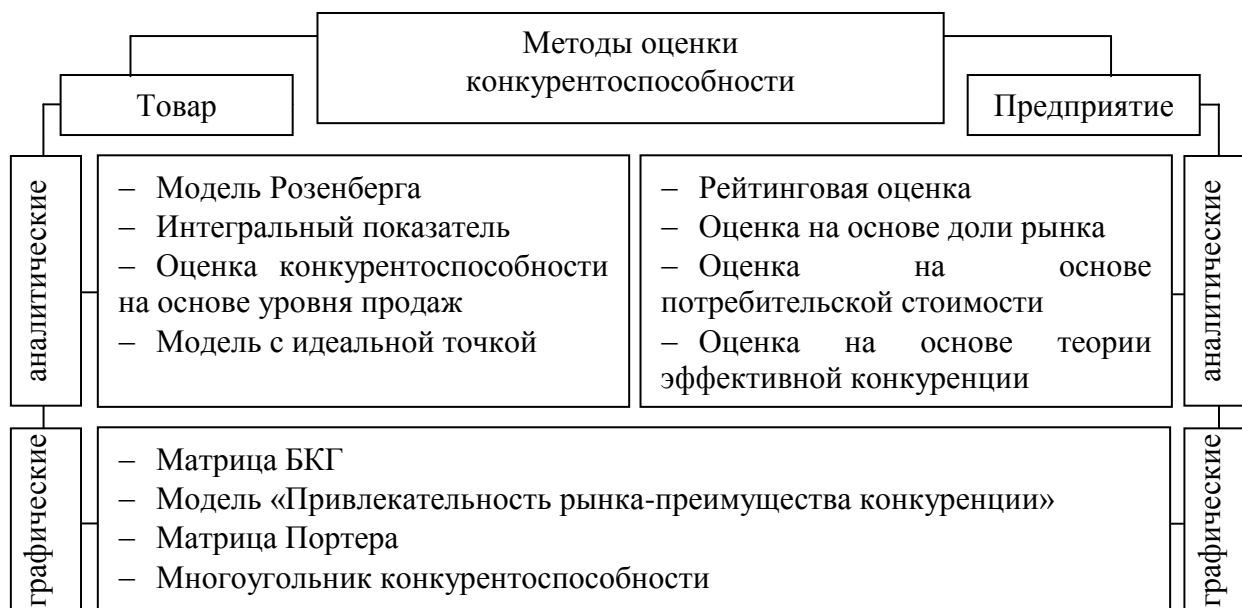 Методы оценки
конкурентоспособности
Товар
Предприятие
аналитические
– Модель Розенберга
– Интегральный показатель
– Оценка конкурентоспособности
на основе уровня продаж
– Модель с идеальной точкой
– Рейтинговая оценка
– Оценка на основе доли рынка
– Оценка на основе
потребительской стоимости
– Оценка на основе теории
эффективной конкуренции
аналитические
графические
– Матрица БКГ
– Модель «Привлекательность рынка-преимущества конкуренции»
– Матрица Портера
– Многоугольник конкурентоспособности
графические